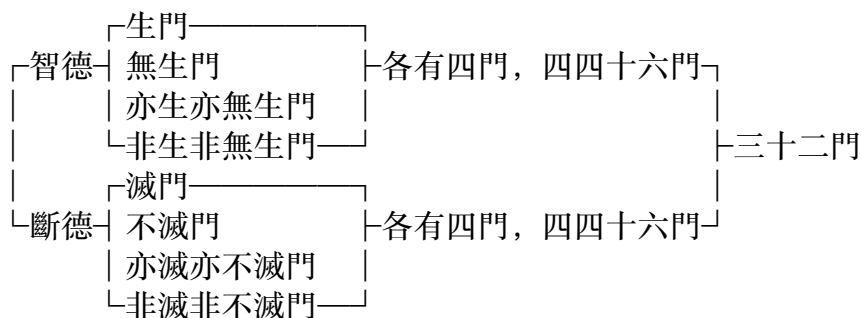 生門
智德 無生門 各有四門，四四十六門
亦生亦無生門
非生非無生門 三十二門
滅門
斷德 不滅門 各有四門，四四十六門
亦滅亦不滅門
非滅非不滅門